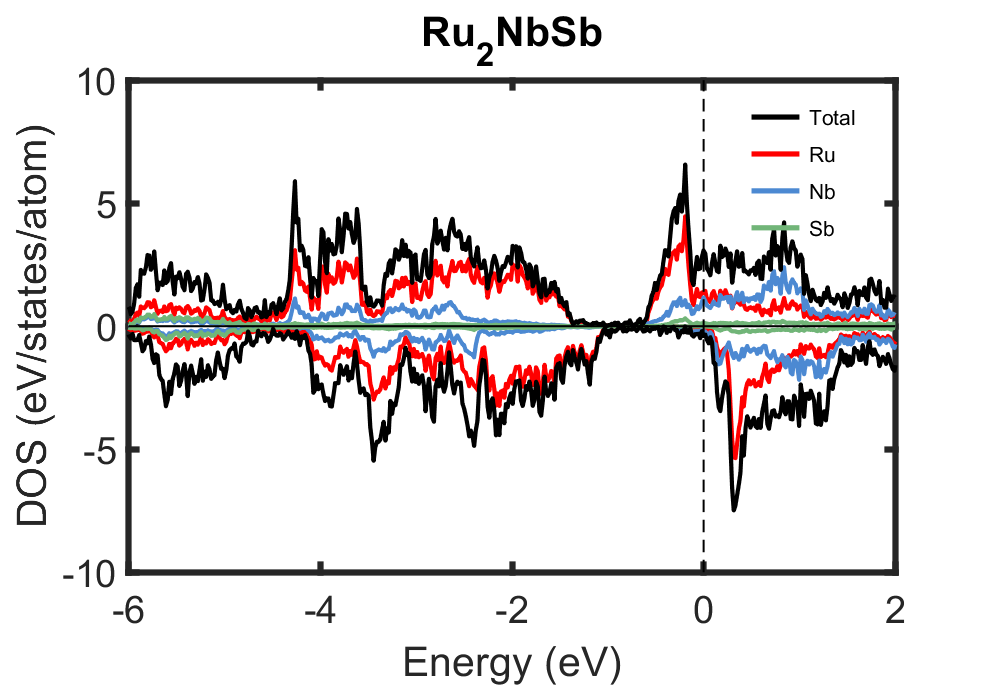 Ru₂NbSb
DOS (eV/states/atom)
10
5
0
-5
-10
Total
Ru
Nb
Sb
-6 -4 -2 0 2
Energy (eV)